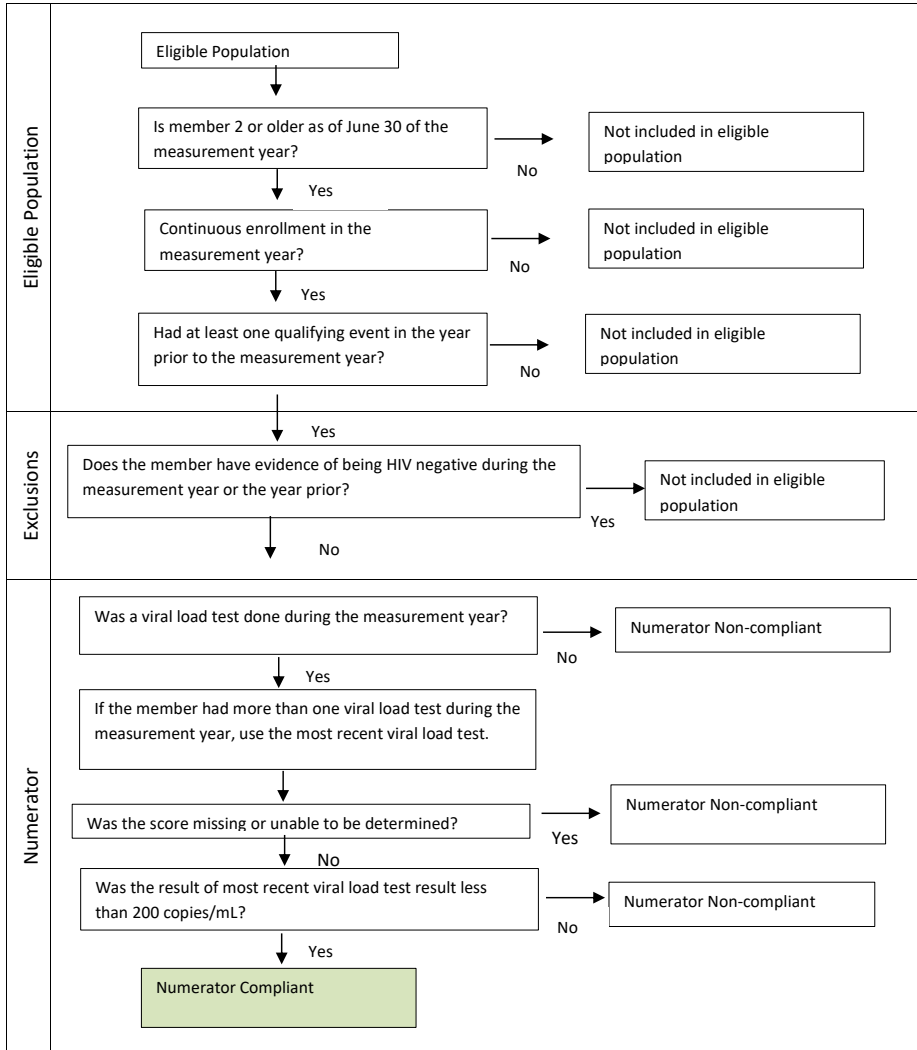 Eligible Population
Eligible Population
Is member 2 or older as of June 30 of the
measurement year?
No
Not included in eligible
population
Yes
Continuous enrollment in the
measurement year?
No
Not included in eligible
population
Yes
Had at least one qualifying event in the year
prior to the measurement year?
No
Not included in eligible
population
Yes
Exclusions
Does the member have evidence of being HIV negative during the
measurement year or the year prior?
Yes
Not included in eligible
population
No
Numerator
Was a viral load test done during the measurement year?
No
Numerator Non-compliant
Yes
If the member had more than one viral load test during the
measurement year, use the most recent viral load test.
Was the score missing or unable to be determined?
Yes
Numerator Non-compliant
No
Was the result of most recent viral load test result less
than 200 copies/mL?
No
Numerator Non-compliant
Yes
Numerator Compliant